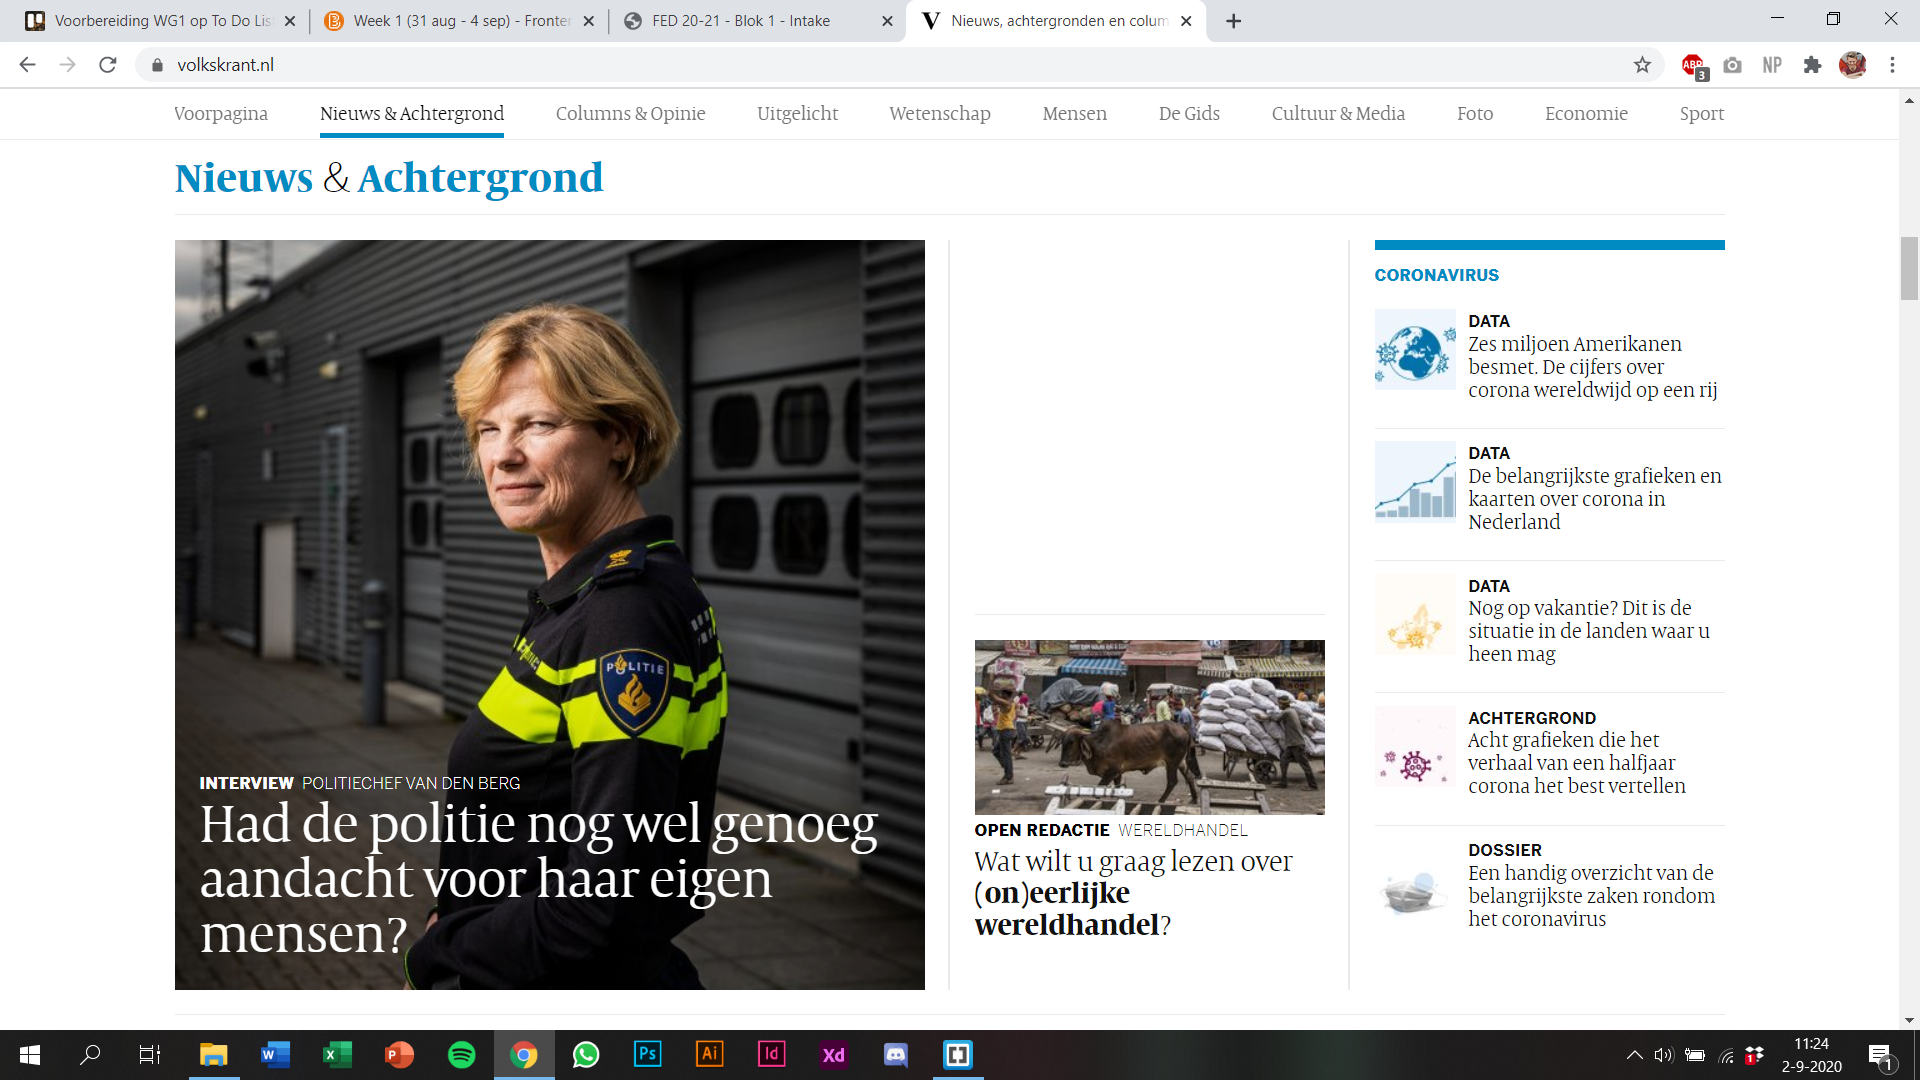 Voorbereiding WG1 op To Do Lis
Week 1 (31 aug - 4 sep) - Fronte
FED 20-21 - Blok 1 - Intake
V Nieuws, achtergronden en colum
volkskrant.nl
ABP 3 NP
Voorpagina Nieuws & Achtergrond Columns & Opinie Uitgelicht Wetenschap Mensen De Gids Cultuur & Media Foto Economie Sport
Nieuws & Achtergrond
POLITIE
INTERVIEW POLITIECHEF VAN DEN BERG
Had de politie nog wel genoeg
aandacht voor haar eigen
mensen?
OPEN REDACTIE WERELDHANDEL
Wat wilt u graag lezen over
(on)eerlijke
wereldhandel?
CORONAVIRUS
DATA
Zes miljoen Amerikanen
besmet. De cijfers over
corona wereldwijd op een rij
DATA
De belangrijkste grafieken en
kaarten over corona in
Nederland
DATA
Nog op vakantie? Dit is de
situatie in de landen waar u
heen mag
ACHTERGROND
Acht grafieken die het
verhaal van een halfjaar
corona het best vertellen
DOSSIER
Een handig overzicht van de
belangrijkste zaken rondom
het coronavirus
Ps Ai Id Xd
11:24
2-9-2020
1